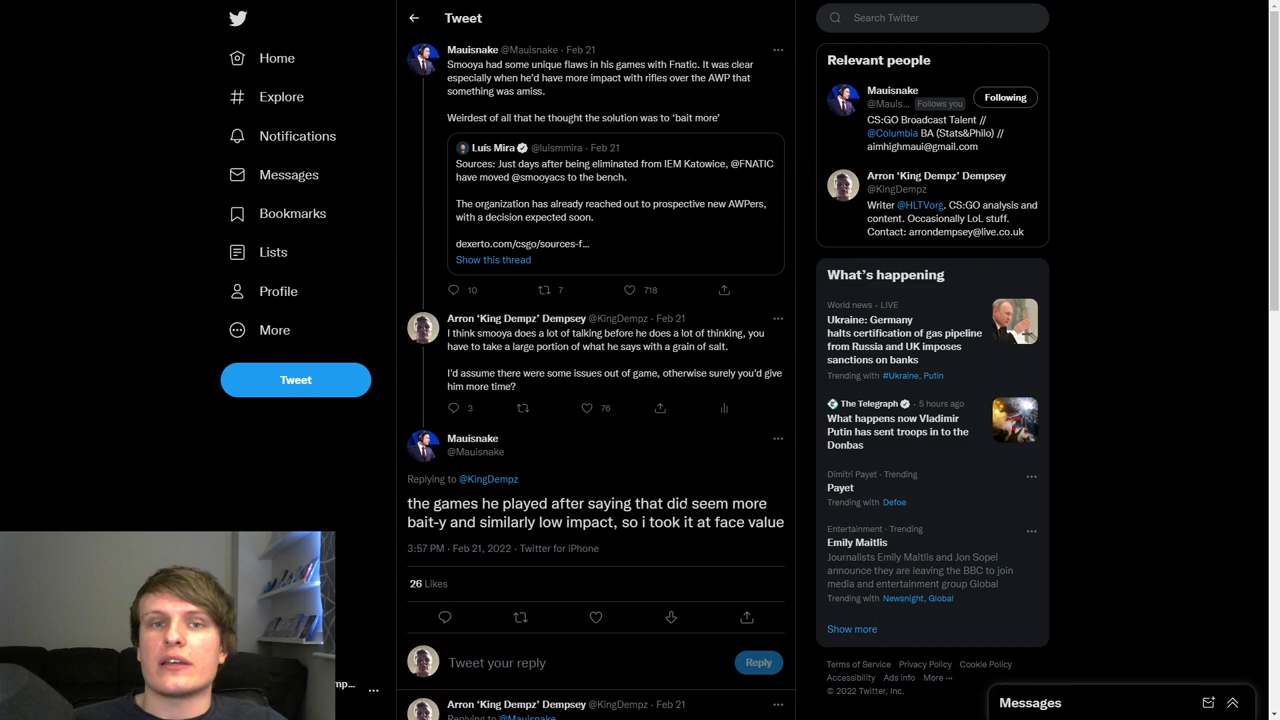 Home
Explore
Notifications
Messages
Bookmarks
Lists
Profile
More
Tweet
mp...
Tweet
Mauisnake @Mauisnake · Feb 21
Smooya had some unique flaws in his games with Fnatic. It was clear
especially when he'd have more impact with rifles over the AWP that
something was amiss.
Weirdest of all that he thought the solution was to ‘bait more’
Luís Mira @luismmira · Feb 21
Sources: Just days after being eliminated from IEM Katowice, @FNATIC
have moved @smooyacs to the bench.
The organization has already reached out to prospective new AWPers,
with a decision expected soon.
dexerto.com/csgo/sources-f...
Show this thread
10 7 718
Arron ‘King Dempz’ Dempsey @KingDempz · Feb 21
I think smooya does a lot of talking before he does a lot of thinking, you
have to take a large portion of what he says with a grain of salt.
I'd assume there were some issues out of game, otherwise surely you'd give
him more time?
3 76
Mauisnake
@Mauisnake
Replying to @KingDempz
the games he played after saying that did seem more
bait-y and similarly low impact, so i took it at face value
3:57 PM · Feb 21, 2022 · Twitter for iPhone
26 Likes
Tweet your reply
Reply
Arron ‘King Dempz’ Dempsey @KingDempz · Feb 21
Replying to @Mauisnake
Search Twitter
Relevant people
Mauisnake
@Mauis... Follows you
Following
CS:GO Broadcast Talent //
@Columbia BA (Stats&Philo) //
aimhighmaui@gmail.com
Arron ‘King Dempz’ Dempsey
@KingDempz
Writer @HLTVorg. CS:GO analysis and
content. Occasionally LoL stuff.
Contact: arrondempsey@live.co.uk
What's happening
World news · LIVE
Ukraine: Germany
halts certification of gas pipeline
from Russia and UK imposes
sanctions on banks
Trending with #Ukraine, Putin
The Telegraph · 5 hours ago
What happens now Vladimir
Putin has sent troops in to the
Donbas
Dimitri Payet · Trending
Payet
Trending with Defoe
Entertainment · Trending
Emily Maitlis
Journalists Emily Maitlis and Jon Sopel
announce they are leaving the BBC to join
media and entertainment group Global
Trending with Newsnight, Global
Show more
Terms of Service Privacy Policy Cookie Policy
Accessibility Ads info More ···
© 2022 Twitter, Inc.
Messages